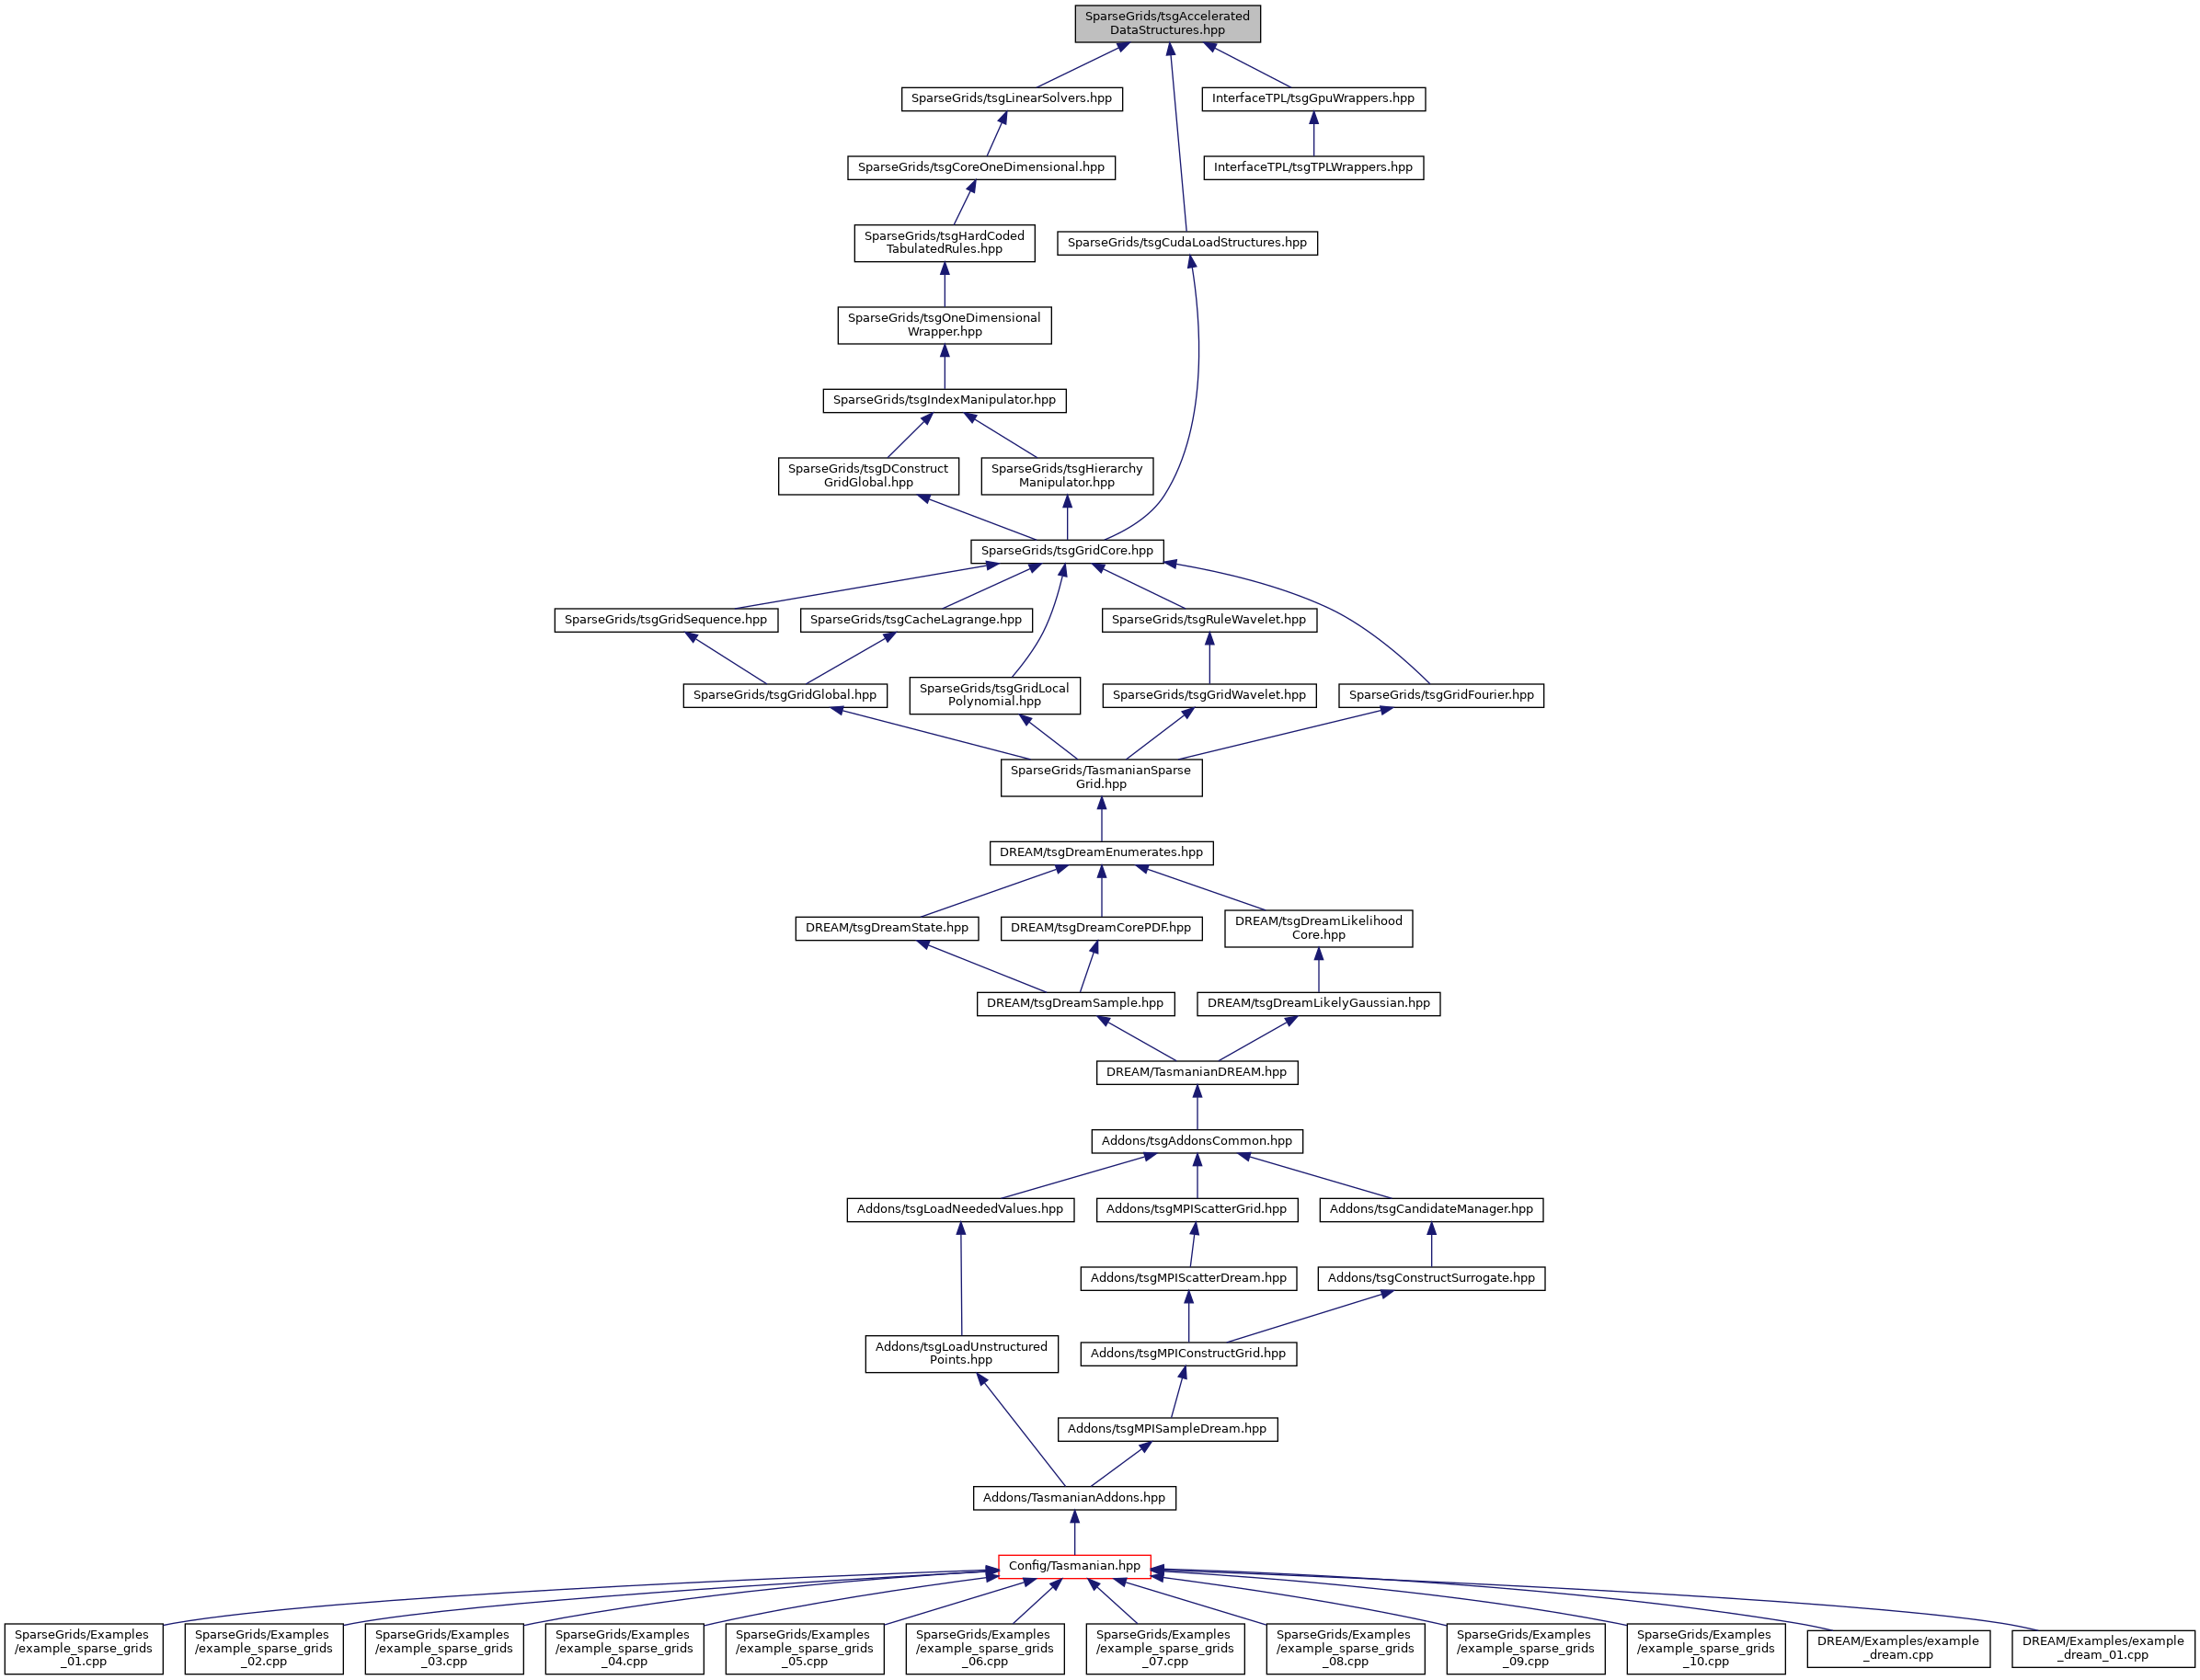 SparseGrids/tsgAccelerated
DataStructures.hpp
SparseGrids/tsgLinearSolvers.hpp
InterfaceTPL/tsgGpuWrappers.hpp
SparseGrids/tsgCoreOneDimensional.hpp
InterfaceTPL/tsgTPLWrappers.hpp
SparseGrids/tsgHardCoded
TabulatedRules.hpp
SparseGrids/tsgCudaLoadStructures.hpp
SparseGrids/tsgOneDimensional
Wrapper.hpp
SparseGrids/tsgIndexManipulator.hpp
SparseGrids/tsgDConstruct
GridGlobal.hpp
SparseGrids/tsgHierarchy
Manipulator.hpp
SparseGrids/tsgGridCore.hpp
SparseGrids/tsgGridSequence.hpp
SparseGrids/tsgCacheLagrange.hpp
SparseGrids/tsgRuleWavelet.hpp
SparseGrids/tsgGridGlobal.hpp
SparseGrids/tsgGridLocal
Polynomial.hpp
SparseGrids/tsgGridWavelet.hpp
SparseGrids/tsgGridFourier.hpp
SparseGrids/TasmanianSparse
Grid.hpp
DREAM/tsgDreamEnumerates.hpp
DREAM/tsgDreamState.hpp
DREAM/tsgDreamCorePDF.hpp
DREAM/tsgDreamLikelihood
Core.hpp
DREAM/tsgDreamSample.hpp
DREAM/tsgDreamLikelyGaussian.hpp
DREAM/TasmanianDREAM.hpp
Addons/tsgAddonsCommon.hpp
Addons/tsgLoadNeededValues.hpp
Addons/tsgMPIScatterGrid.hpp
Addons/tsgCandidateManager.hpp
Addons/tsgMPIScatterDream.hpp
Addons/tsgConstructSurrogate.hpp
Addons/tsgLoadUnstructured
Points.hpp
Addons/tsgMPIConstructGrid.hpp
Addons/tsgMPISampleDream.hpp
Addons/TasmanianAddons.hpp
Config/Tasmanian.hpp
SparseGrids/Examples
/example_sparse_grids
_01.cpp
SparseGrids/Examples
/example_sparse_grids
_02.cpp
SparseGrids/Examples
/example_sparse_grids
_03.cpp
SparseGrids/Examples
/example_sparse_grids
_04.cpp
SparseGrids/Examples
/example_sparse_grids
_05.cpp
SparseGrids/Examples
/example_sparse_grids
_06.cpp
SparseGrids/Examples
/example_sparse_grids
_07.cpp
SparseGrids/Examples
/example_sparse_grids
_08.cpp
SparseGrids/Examples
/example_sparse_grids
_09.cpp
SparseGrids/Examples
/example_sparse_grids
_10.cpp
DREAM/Examples/example
_dream.cpp
DREAM/Examples/example
_dream_01.cpp